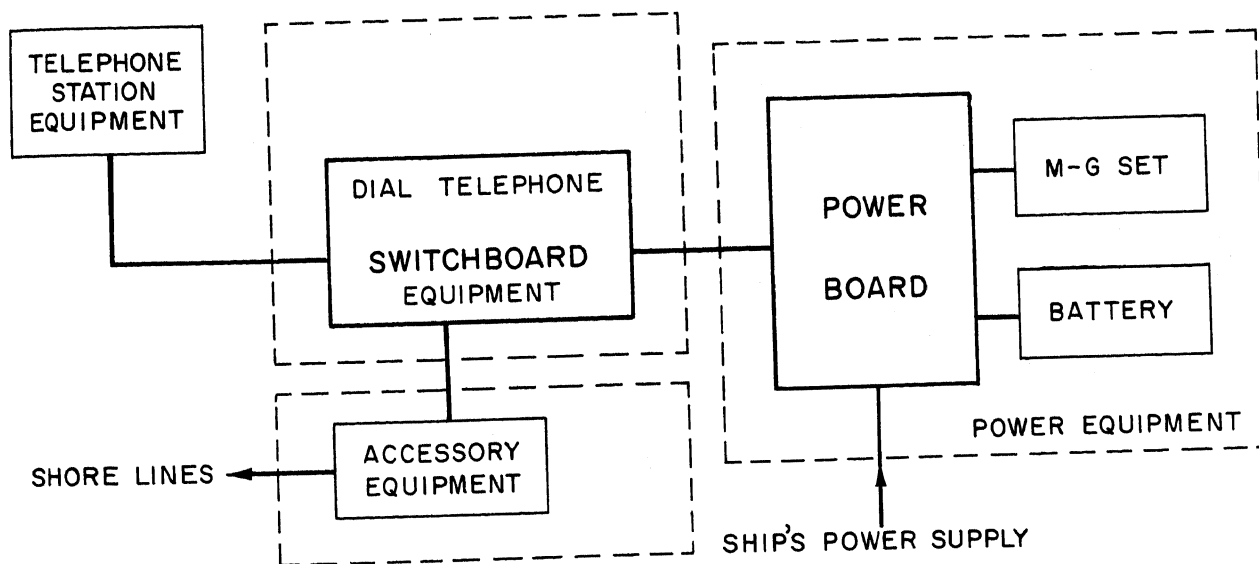 TELEPHONE
STATION
EQUIPMENT
DIAL TELEPHONE
SWITCHBOARD
EQUIPMENT
POWER
BOARD
M-G SET
BATTERY
POWER EQUIPMENT
ACCESSORY
EQUIPMENT
SHORE LINES
SHIP'S POWER SUPPLY